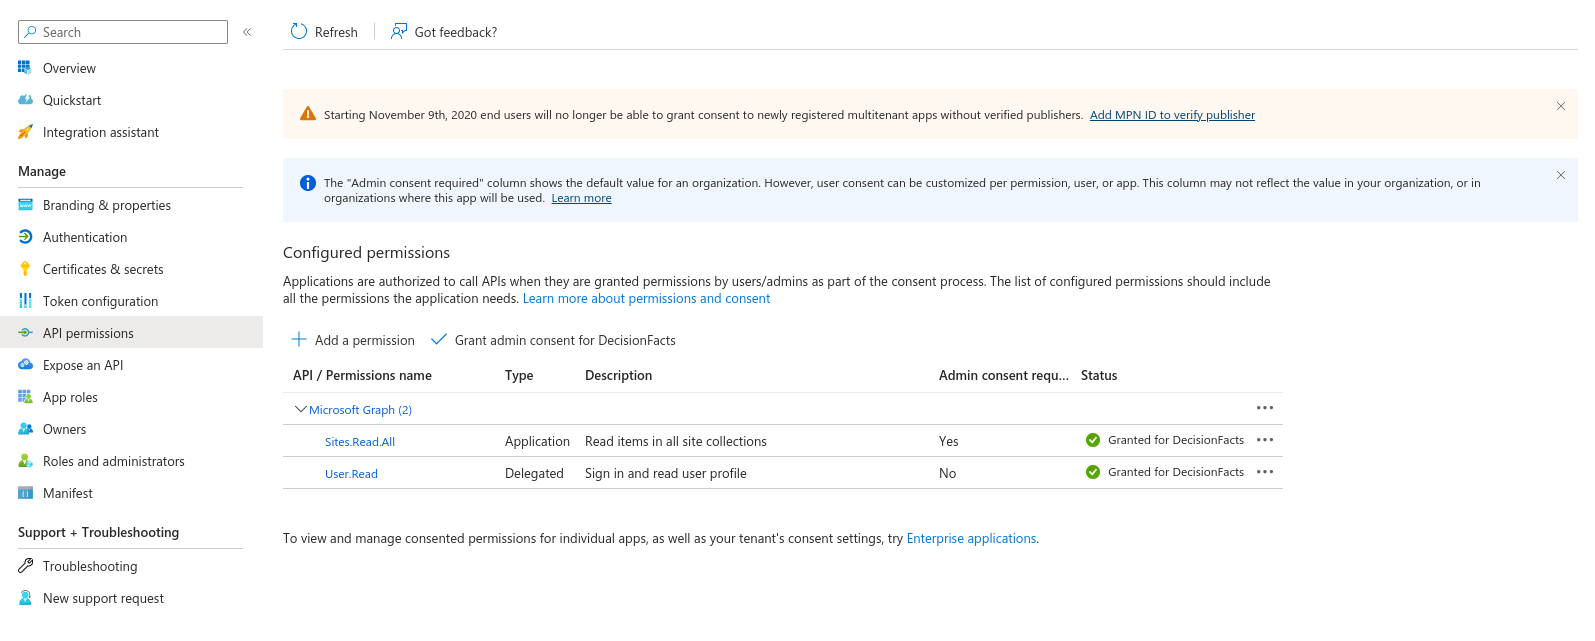 Search
«
Overview
Quickstart
Integration assistant
Manage
Branding & properties
Authentication
Certificates & secrets
Token configuration
API permissions
Expose an API
App roles
Owners
Roles and administrators
Manifest
Support + Troubleshooting
Troubleshooting
New support request
Refresh
Got feedback?
Starting November 9th, 2020 end users will no longer be able to grant consent to newly registered multitenant apps without verified publishers. Add MPN ID to verify publisher
The "Admin consent required" column shows the default value for an organization. However, user consent can be customized per permission, user, or app. This column may not reflect the value in your organization, or in
organizations where this app will be used. Learn more
Configured permissions
Applications are authorized to call APIs when they are granted permissions by users/admins as part of the consent process. The list of configured permissions should include
all the permissions the application needs. Learn more about permissions and consent
Add a permission Grant admin consent for DecisionFacts
API / Permissions name Type Description Admin consent requ... Status
Microsoft Graph (2)
Sites.Read.All Application Read items in all site collections Yes Granted for DecisionFacts
User.Read Delegated Sign in and read user profile No Granted for DecisionFacts
To view and manage consented permissions for individual apps, as well as your tenant's consent settings, try Enterprise applications.